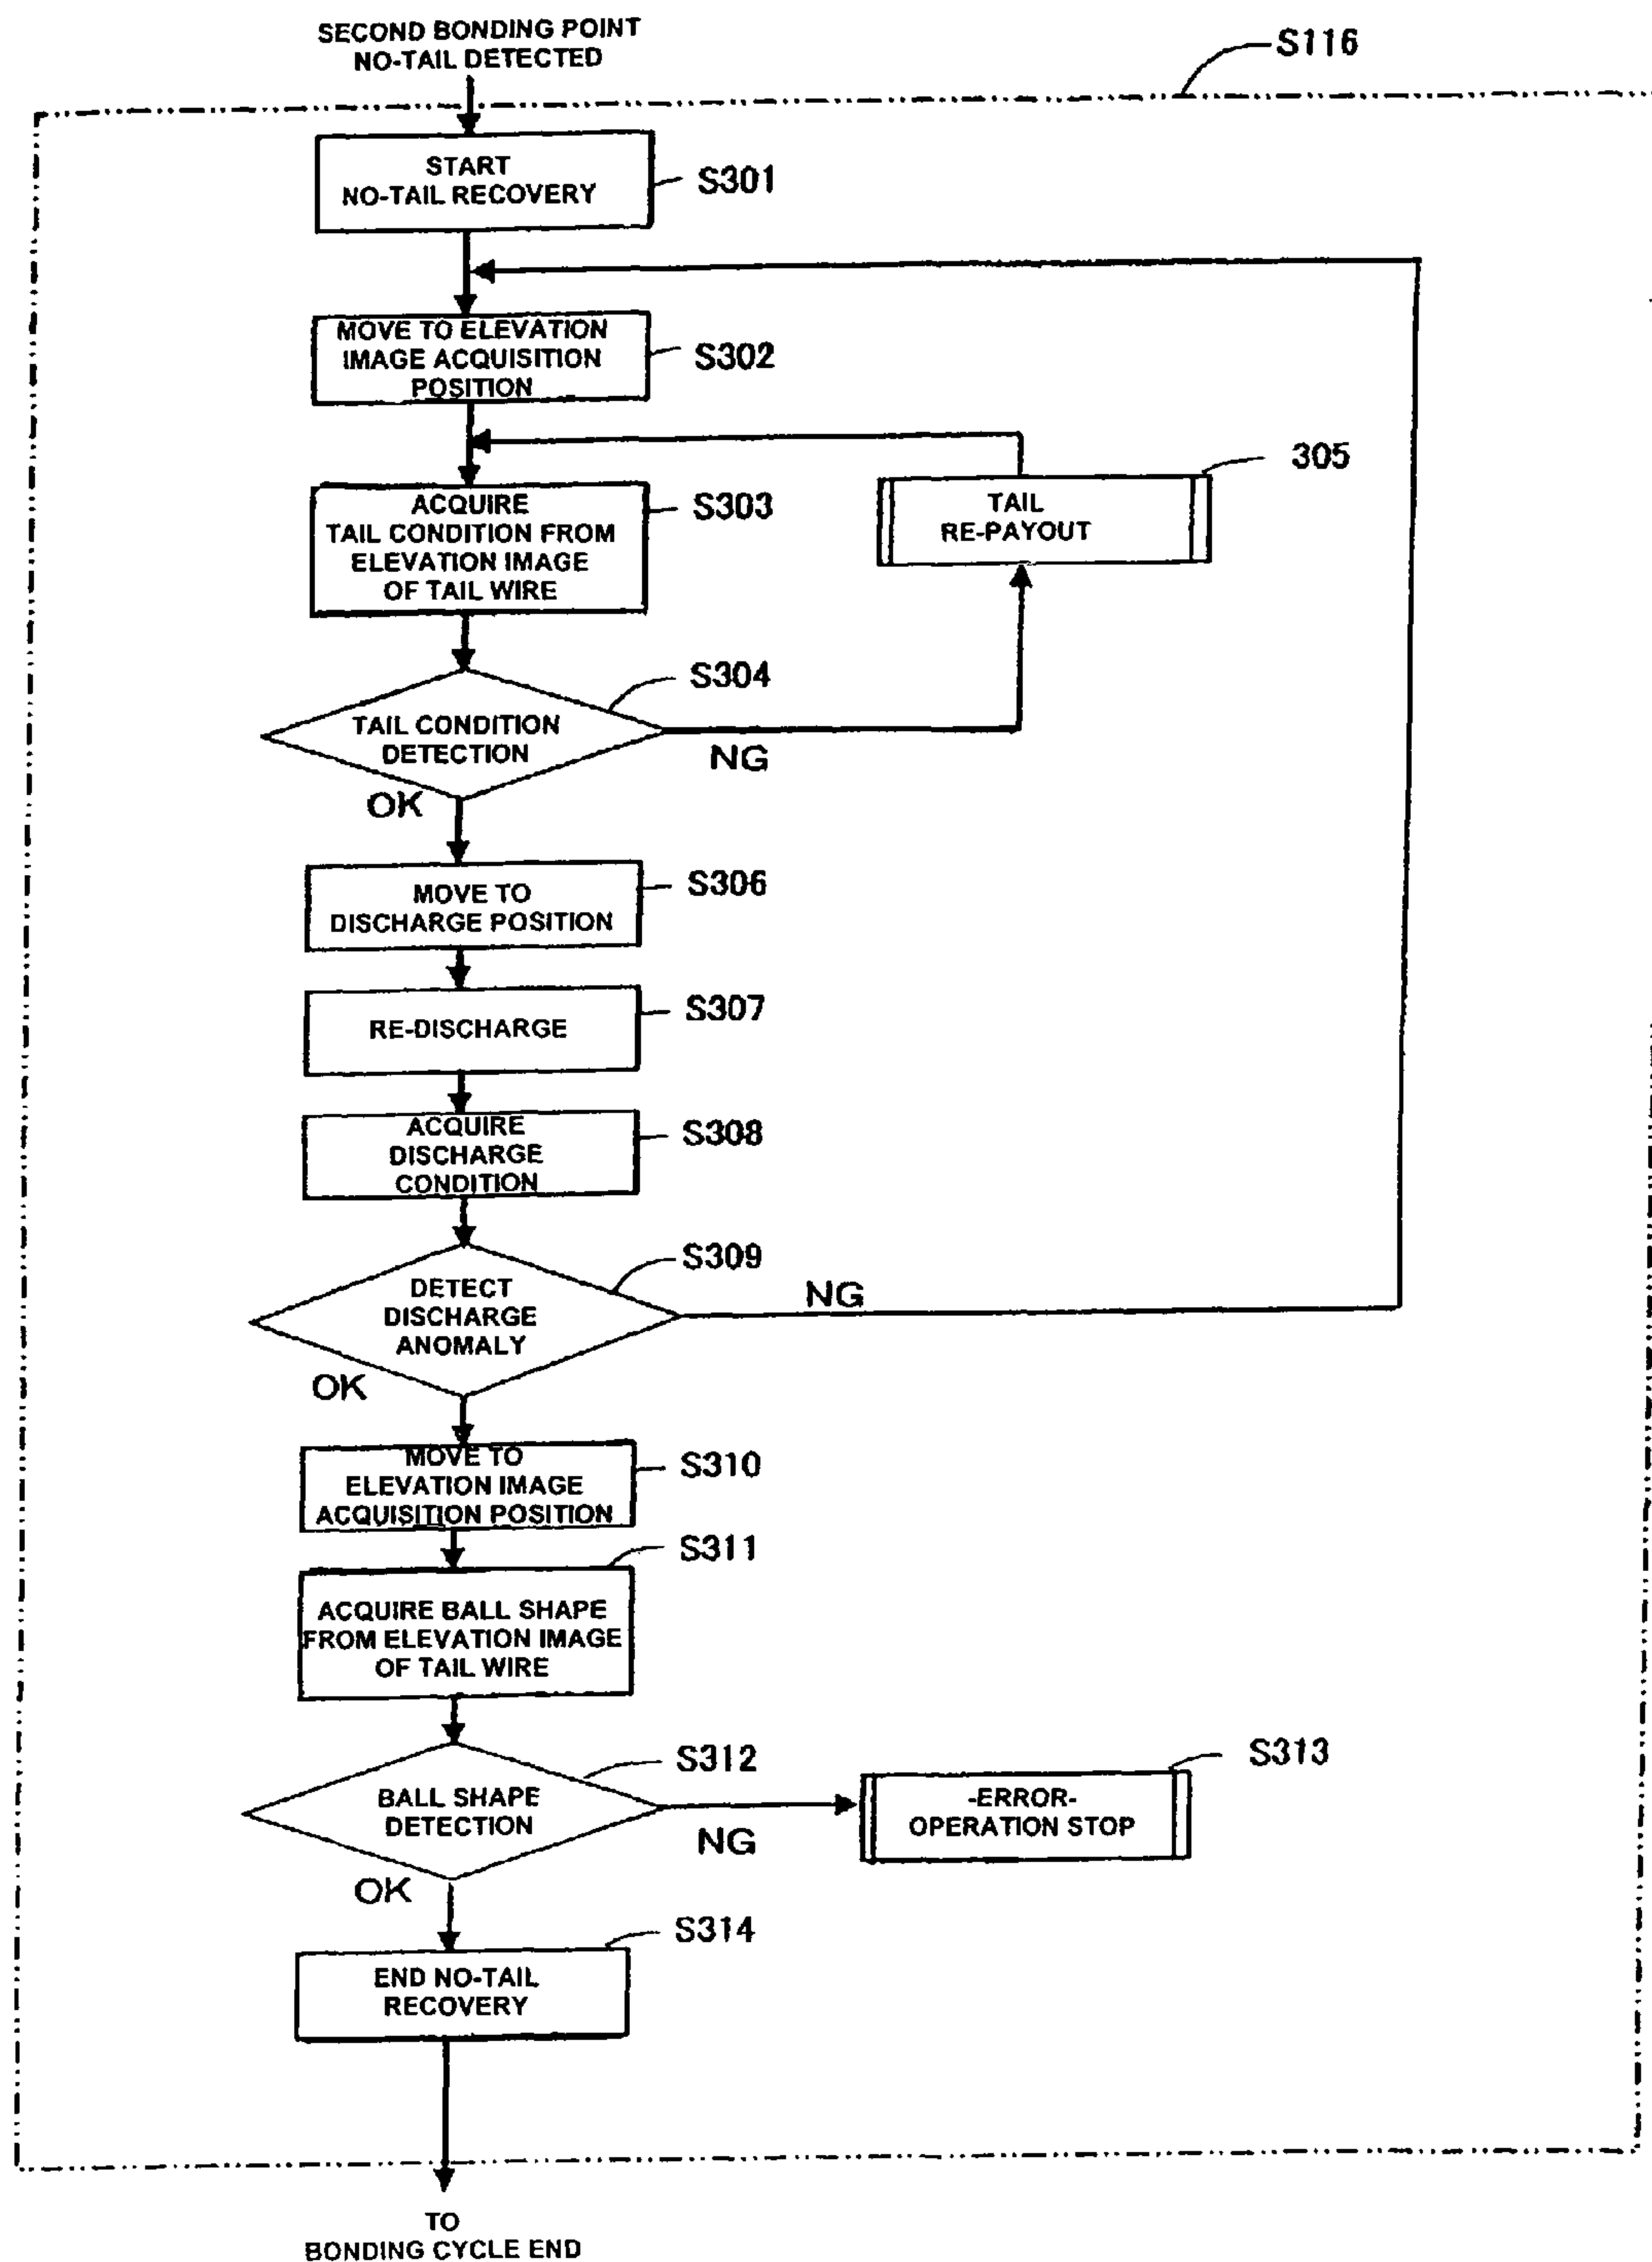 SECOND BONDING POINT
NO-TAIL DETECTED
S116
START
NO-TAIL RECOVERY
S301
MOVE TO ELEVATION
IMAGE ACQUISITION
POSITION
S302
ACQUIRE
TAIL CONDITION FROM
ELEVATION IMAGE
OF TAIL WIRE
S303
305
TAIL
RE-PAYOUT
S304
TAIL CONDITION
DETECTION
NG
OK
MOVE TO
DISCHARGE POSITION
S306
RE-DISCHARGE
S307
ACQUIRE
DISCHARGE
CONDITION
S308
S309
DETECT
DISCHARGE
ANOMALY
NG
OK
MOVE TO
ELEVATION IMAGE
ACQUISITION POSITION
S310
S311
ACQUIRE BALL SHAPE
FROM ELEVATION IMAGE
OF TAIL WIRE
S312
BALL SHAPE
DETECTION
NG
S313
-ERROR-
OPERATION STOP
OK
S314
END NO-TAIL
RECOVERY
TO
BONDING CYCLE END